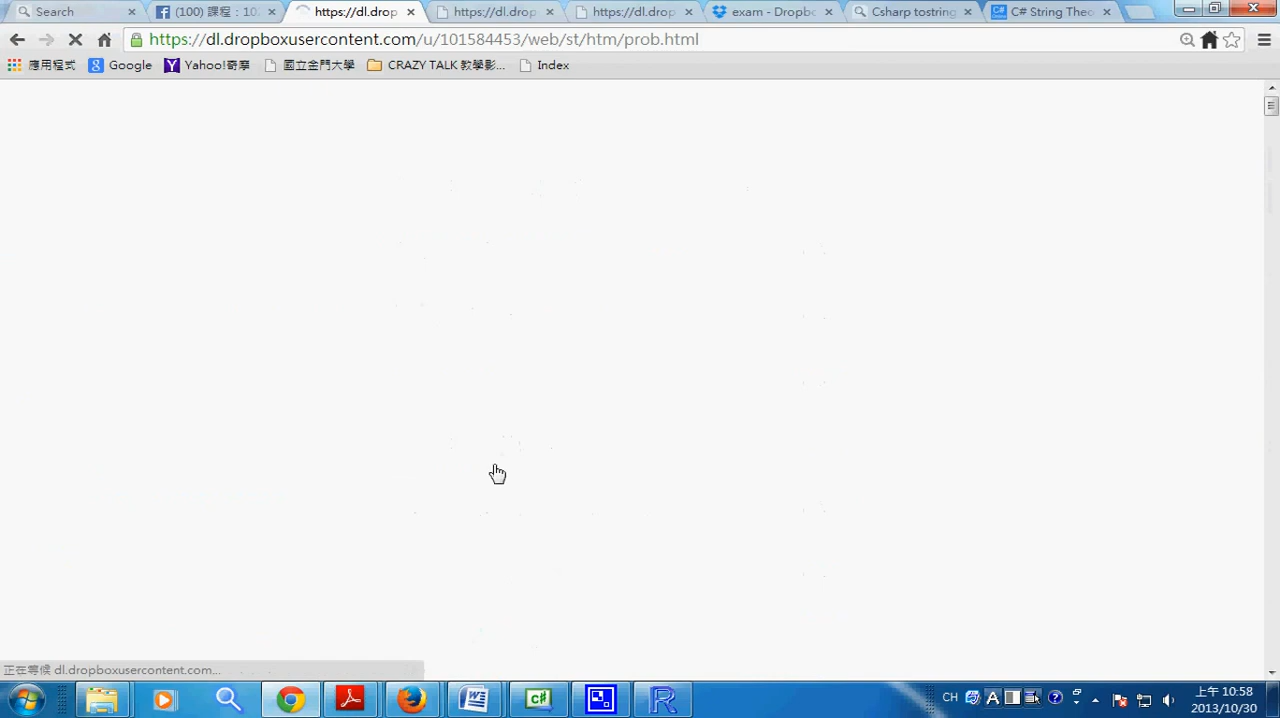 Search
(100) 課程：10
https://dl.drop
https://dl.drop
https://dl.drop
exam - Dropbo
Csharp tostring
C# String Theo
https://dl.dropboxusercontent.com/u/101584453/web/st/htm/prob.html
應用程式
Google
Yahoo!奇摩
國立金門大學
CRAZY TALK 教學影...
Index
正在等候 dl.dropboxusercontent.com...
CH
上午 10:58
2013/10/30